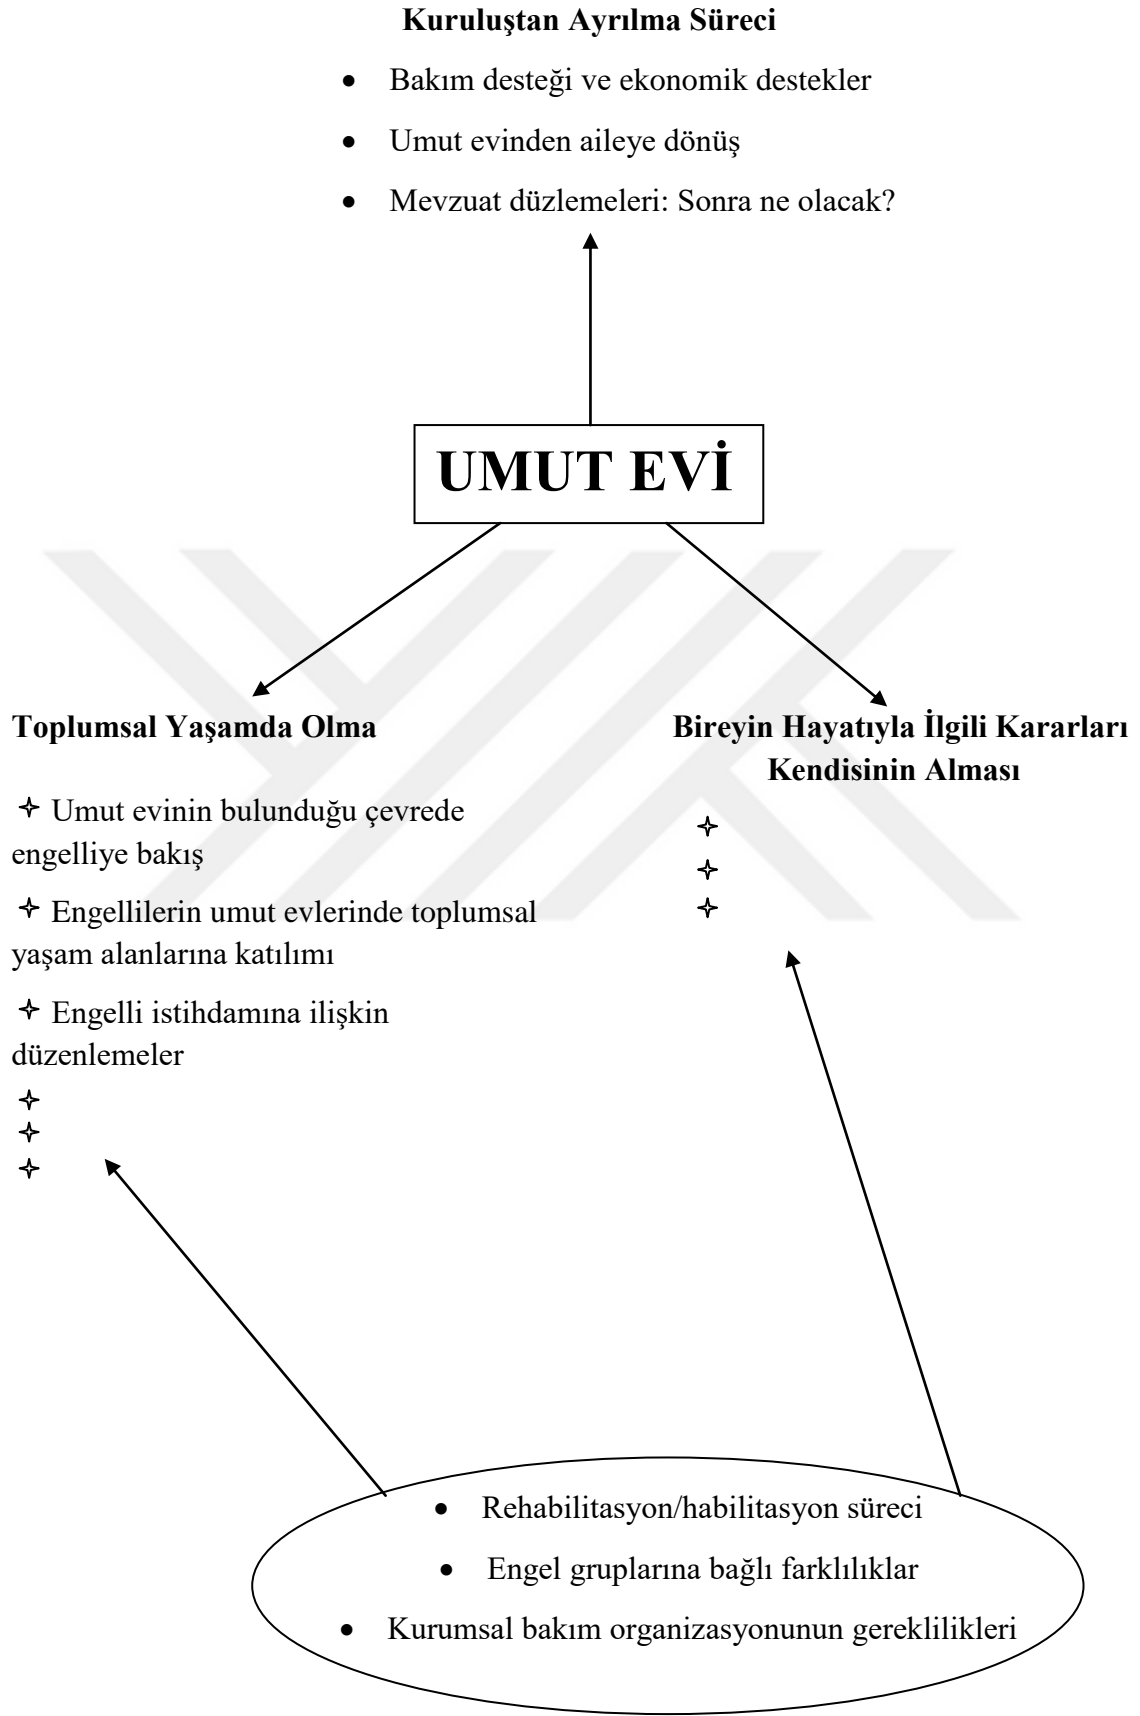 Kuruluştan Ayrılma Süreci
• Bakım desteği ve ekonomik destekler
• Umut evinden aileye dönüş
• Mevzuat düzlemeleri: Sonra ne olacak?
UMUT EVİ
Toplumsal Yaşamda Olma
Umut evinin bulunduğu çevrede
engelliye bakış
Engellilerin umut evlerinde toplumsal
yaşam alanlarına katılımı
Engelli istihdamına ilişkin
düzenlemeler
Bireyin Hayatıyla İlgili Kararları
Kendisinin Alması
• Rehabilitasyon/habilitasyon süreci
• Engel gruplarına bağlı farklılıklar
• Kurumsal bakım organizasyonunun gereklilikleri